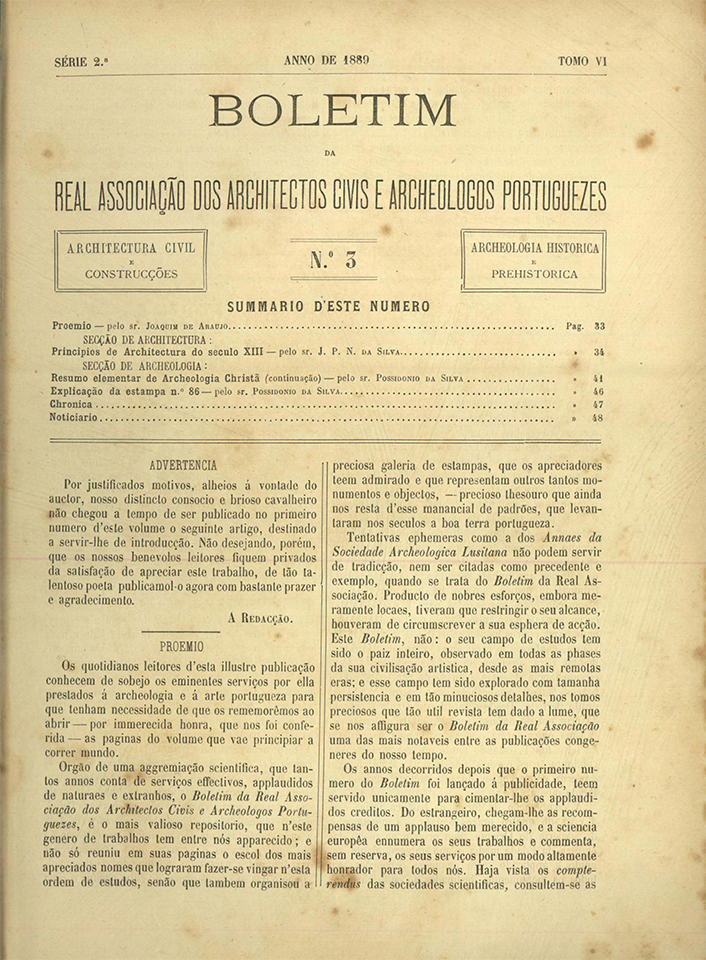 SÉRIE 2.ª ANNO DE 1889 TOMO VI
BOLETIM
DA
REAL ASSOCIAÇÃO DOS ARCHITECTOS CIVIS E ARCHEOLOGOS PORTUGUEZES
ARCHITECTURA CIVIL
E
CONSTRUCÇÕES
N.º 3
ARCHEOLOGIA HISTORICA
E
PREHISTORICA
SUMMARIO D'ESTE NUMERO
Proemio — pelo sr. JOAQUIM DE ARAUJO. Pag. 33
SECÇÃO DE ARCHITECTURA:
Principios de Architectura do seculo XIII — pelo sr. J. P. N. DA SILVA. » 34
SECÇÃO DE ARCHEOLOGIA:
Resumo elementar de Archeologia Christã (continuação) — pelo sr. POSSIDONIO DA SILVA » 41
Explicação da estampa n.º 86 — pelo sr. POSSIDONIO DA SILVA. » 46
Chronica » 47
Noticiario » 48
ADVERTENCIA
Por justificados motivos, alheios á vontade do
auctor, nosso distincto consocio e brioso cavalheiro
não chegou a tempo de ser publicado no primeiro
numero d'este volume o seguinte artigo, destinado
a servir-lhe de introducção. Não desejando, porém,
que os nossos benevolos leitores fiquem privados
da satisfação de apreciar este trabalho, de tão ta-
lentoso poeta publicamol-o agora com bastante prazer
e agradecimento.
A REDACÇÃO.
PROEMIO
Os quotidianos leitores d'esta illustre publicação
conhecem de sobejo os eminentes serviços por ella
prestados á archeologia e á arte portugueza para
que tenham necessidade de que os rememorêmos ao
abrir — por immerecida honra, que nos foi confe-
rida — as paginas do volume que vae principiar a
correr mundo.
Orgão de uma aggremiação scientifica, que tan-
tos annos conta de serviços effectivos, applaudidos
de naturaes e extranhos, o Boletim da Real Asso-
ciação dos Architectos Civis e Archeologos Portu-
guezes, é o mais valioso repositorio, que n'este
genero de trabalhos tem entre nós apparecido; e
não só reuniu em suas paginas o escol dos mais
apreciados nomes que lograram fazer-se vingar n'esta
ordem de estudos, senão que tambem organisou a
preciosa galeria de estampas, que os apreciadores
teem admirado e que representam outros tantos mo-
numentos e objectos, — precioso thesouro que ainda
nos resta d'esse manancial de padrões, que levan-
taram nos seculos a boa terra portugueza.
Tentativas ephemeras como a dos Annaes da
Sociedade Archeologica Lusitana não podem servir
de tradicção, nem ser citadas como precedente e
exemplo, quando se trata do Boletim da Real As-
sociação. Producto de nobres esforços, embora me-
ramente locaes, tiveram que restringir o seu alcance,
houveram de circumscrever a sua esphera de acção.
Este Boletim, não: o seu campo de estudos tem
sido o paiz inteiro, observado em todas as phases
da sua civilisação artistica, desde as mais remotas
eras; e esse campo tem sido explorado com tamanha
persistencia e em tão minuciosos detalhes, nos tomos
preciosos que tão util revista tem dado a lume, que
se nos affigura ser o Boletim da Real Associação
uma das mais notaveis entre as publicações conge-
neres do nosso tempo.
Os annos decorridos depois que o primeiro nu-
mero do Boletim foi lançado á publicidade, teem
servido unicamente para cimentar-lhe os applaudi-
dos creditos. Do estrangeiro, chegam-lhe as recom-
pensas de um applauso bem merecido, e a sciencia
européa ennumera os seus trabalhos e commenta,
sem reserva, os seus serviços por um modo altamente
honrador para todos nós. Haja vista os compte-
rendus das sociedades scientificas, consultem-se as